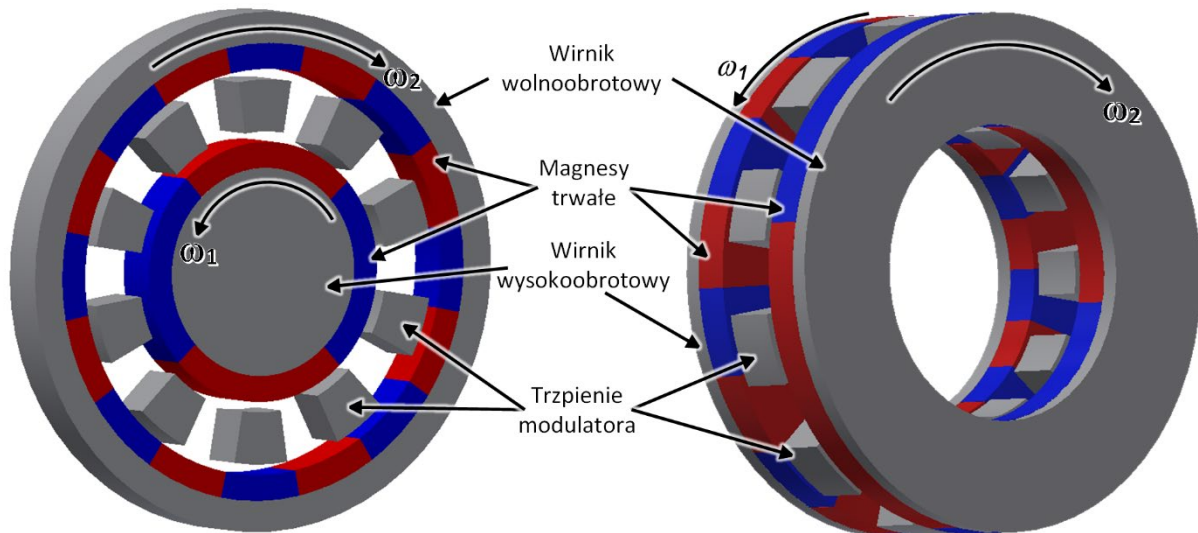 Wirnik
wolnoobrotowy
Magnesy
trwałe
Wirnik
wysokoobrotowy
Trzpienie
modulatora
ω₂
ω₁
ω₁
ω₂